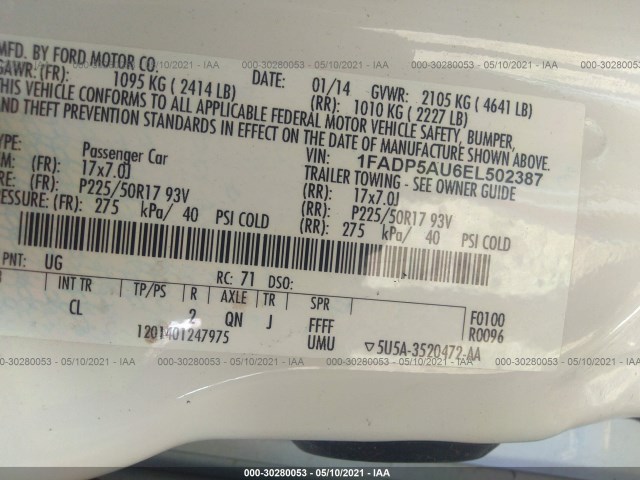 000-30280053 - 05/10/2021 - IAA
MFD. BY FORD MOTOR CO.
GAWR: (FR): 1095 KG ( 2414 LB) DATE: 01/14 GVWR: 2105 KG ( 4641 LB)
(RR): 1010 KG ( 2227 LB)
THIS VEHICLE CONFORMS TO ALL APPLICABLE FEDERAL MOTOR VEHICLE SAFETY, BUMPER,
AND THEFT PREVENTION STANDARDS IN EFFECT ON THE DATE OF MANUFACTURE SHOWN ABOVE.
VIN: 1FADP5AU6EL502387
TYPE: Passenger Car TRAILER TOWING - SEE OWNER GUIDE
(FR): 17x7.0J (RR): 17x7.0J
(FR): P225/50R17 93V (RR): P225/50R17 93V
(FR): 275 kPa/ 40 PSI COLD (RR): 275 kPa/ 40 PSI COLD
PNT: UG RC: 71 DSO:
INT TR TP/PS R AXLE TR SPR F0100
CL 2 QN J FFFF R0096
1201401247975 UMU ▽5U5A-3520472-AA
000-30280053 - 05/10/2021 - IAA